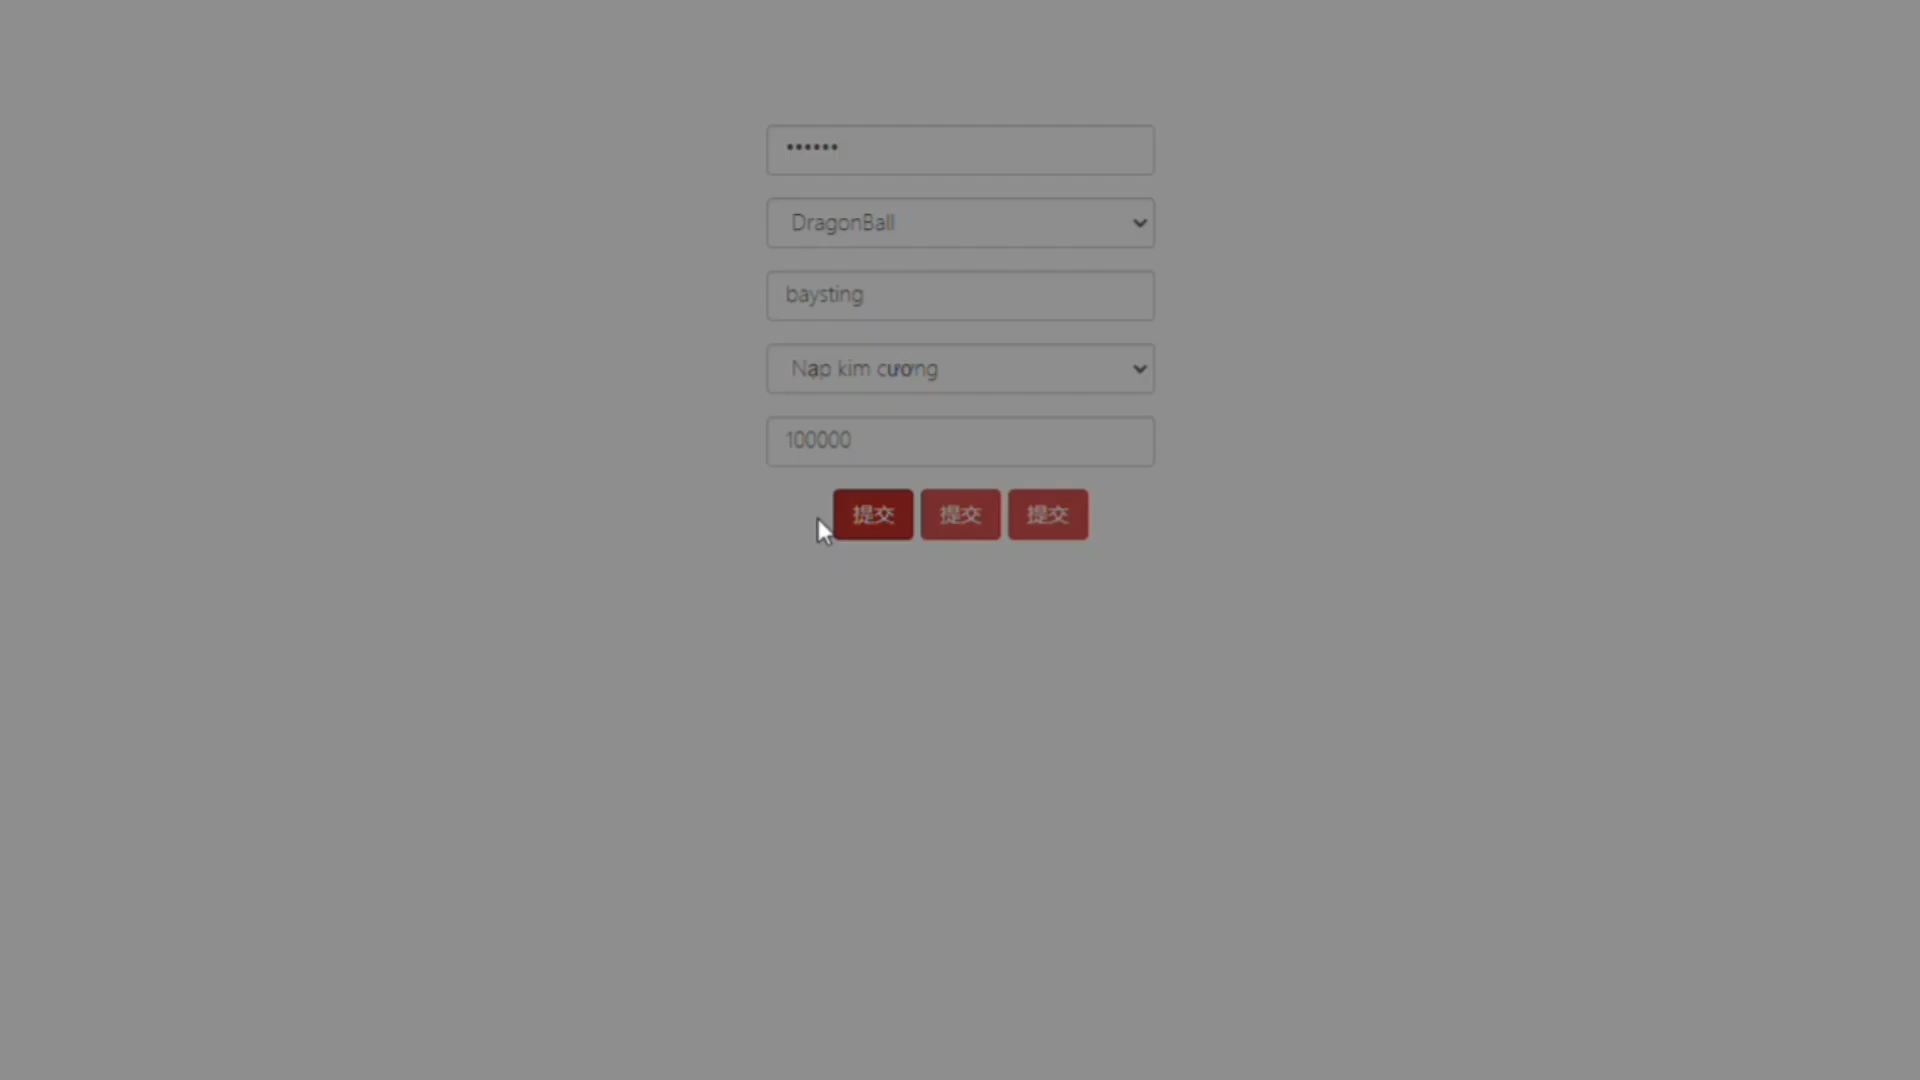 ••••••
DragonBall
baysting
Nạp kim cương
100000
提交 提交 提交